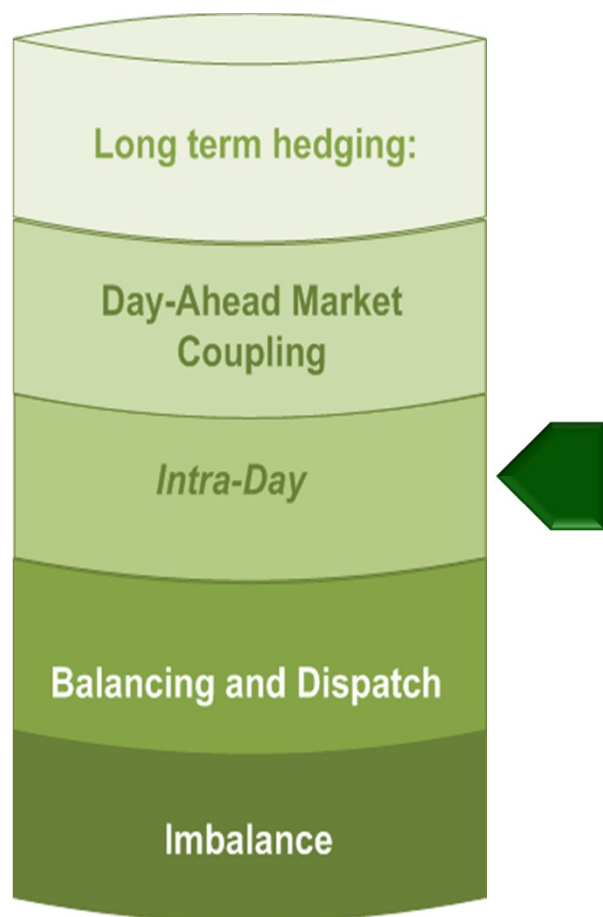 Long term hedging:
Day-Ahead Market
Coupling
Intra-Day
Balancing and Dispatch
Imbalance